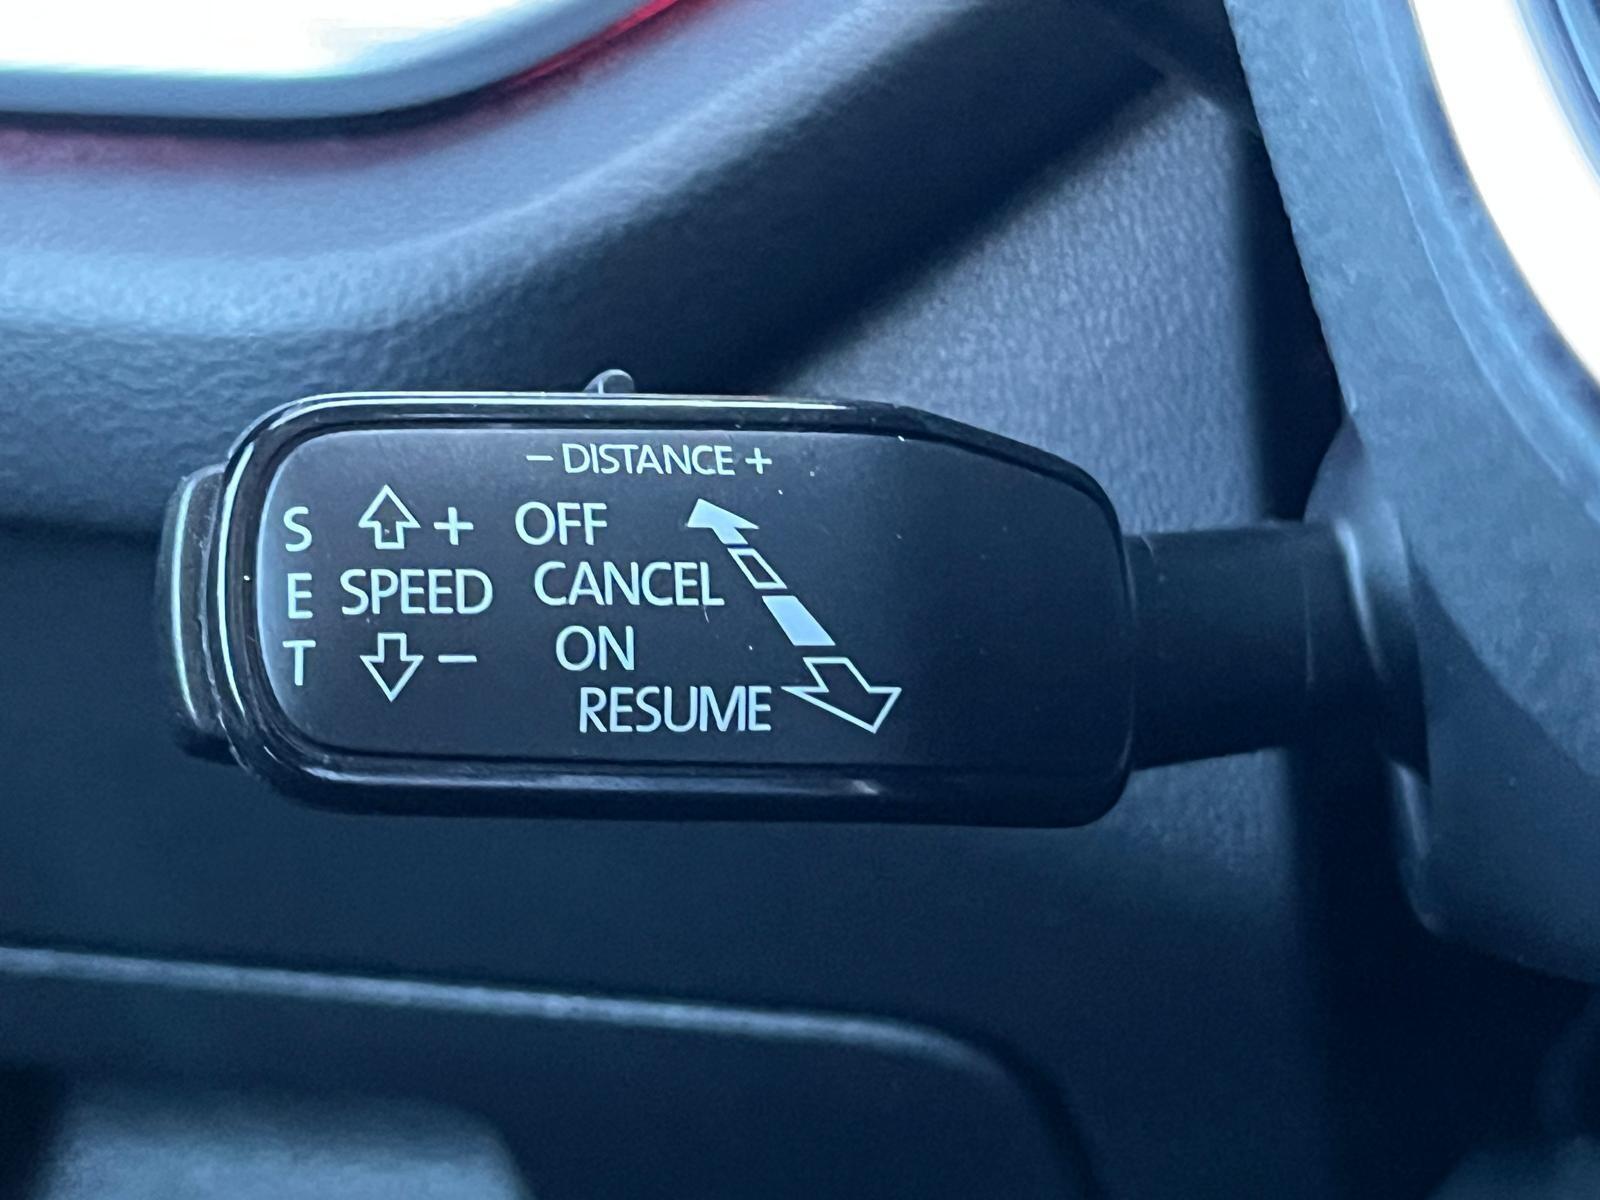 – DISTANCE +
S + OFF
E SPEED CANCEL
T – ON
RESUME